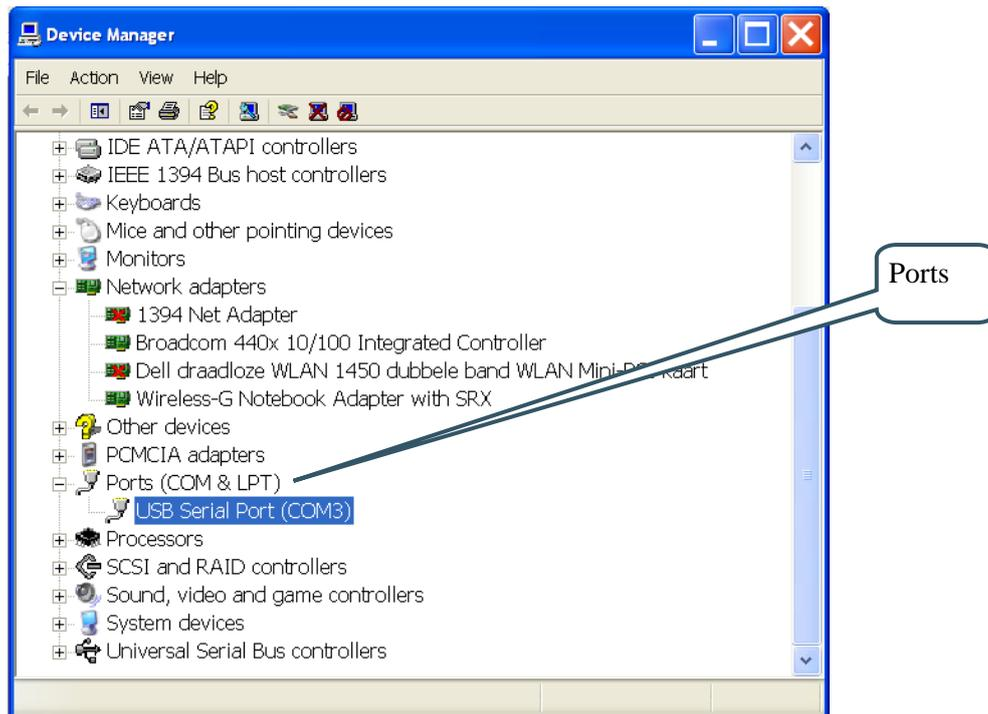 Device Manager
File Action View Help
IDE ATA/ATAPI controllers
IEEE 1394 Bus host controllers
Keyboards
Mice and other pointing devices
Monitors
Network adapters
1394 Net Adapter
Broadcom 440x 10/100 Integrated Controller
Dell draadloze WLAN 1450 dubbele band WLAN Mini-PCI Kaart
Wireless-G Notebook Adapter with SRX
Other devices
PCMCIA adapters
Ports (COM & LPT)
USB Serial Port (COM3)
Processors
SCSI and RAID controllers
Sound, video and game controllers
System devices
Universal Serial Bus controllers
Ports